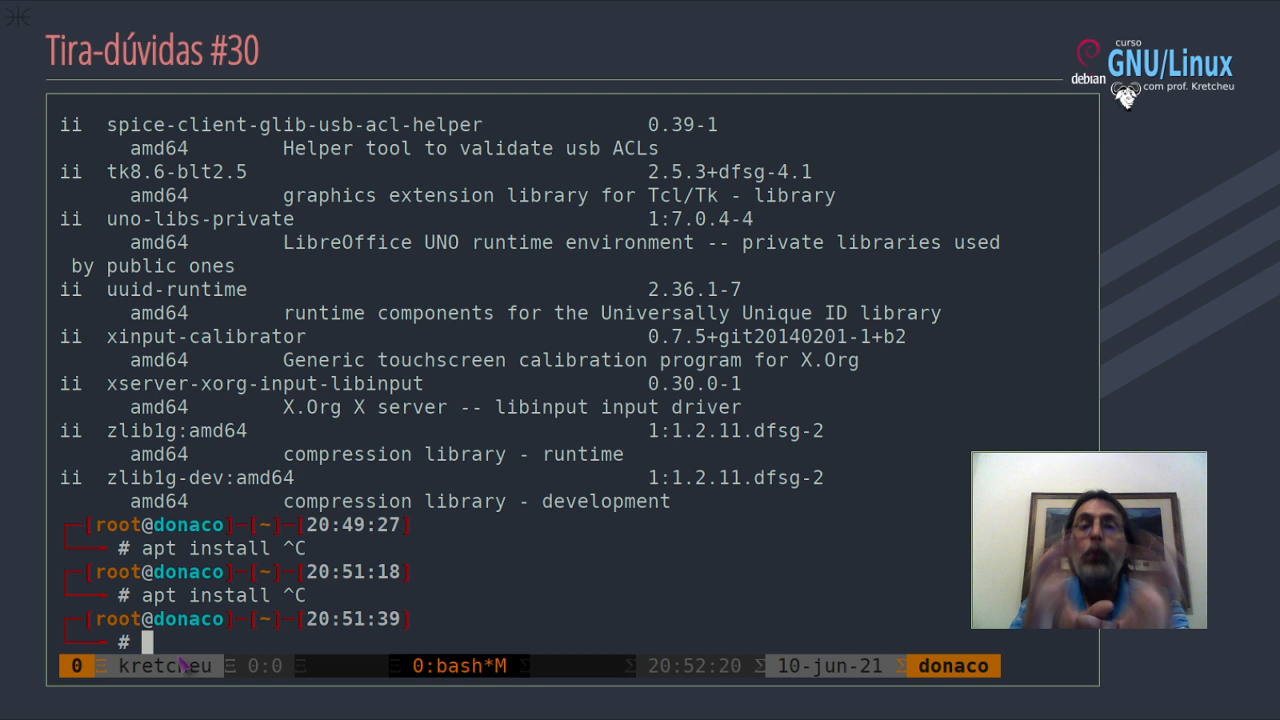 Tira-dúvidas #30
curso
GNU/Linux
debian
com prof. Kretcheu
ii  spice-client-glib-usb-acl-helper  0.39-1
amd64  Helper tool to validate usb ACLs
ii  tk8.6-blt2.5  2.5.3+dfsg-4.1
amd64  graphics extension library for Tcl/Tk - library
ii  uno-libs-private  1:7.0.4-4
amd64  LibreOffice UNO runtime environment -- private libraries used
by public ones
ii  uuid-runtime  2.36.1-7
amd64  runtime components for the Universally Unique ID library
ii  xinput-calibrator  0.7.5+git20140201-1+b2
amd64  Generic touchscreen calibration program for X.Org
ii  xserver-xorg-input-libinput  0.30.0-1
amd64  X.Org X server -- libinput input driver
ii  zlib1g:amd64  1:1.2.11.dfsg-2
amd64  compression library - runtime
ii  zlib1g-dev:amd64  1:1.2.11.dfsg-2
amd64  compression library - development
┌─[root@donaco]─[~]─[20:49:27]
└──╼ # apt install ^C
┌─[root@donaco]─[~]─[20:51:18]
└──╼ # apt install ^C
┌─[root@donaco]─[~]─[20:51:39]
└──╼ #
0 Ξ kretcheu Ξ 0:0 Ξ Ξ 0:bash*M Σ 20:52:20 Σ 10-jun-21 Σ donaco